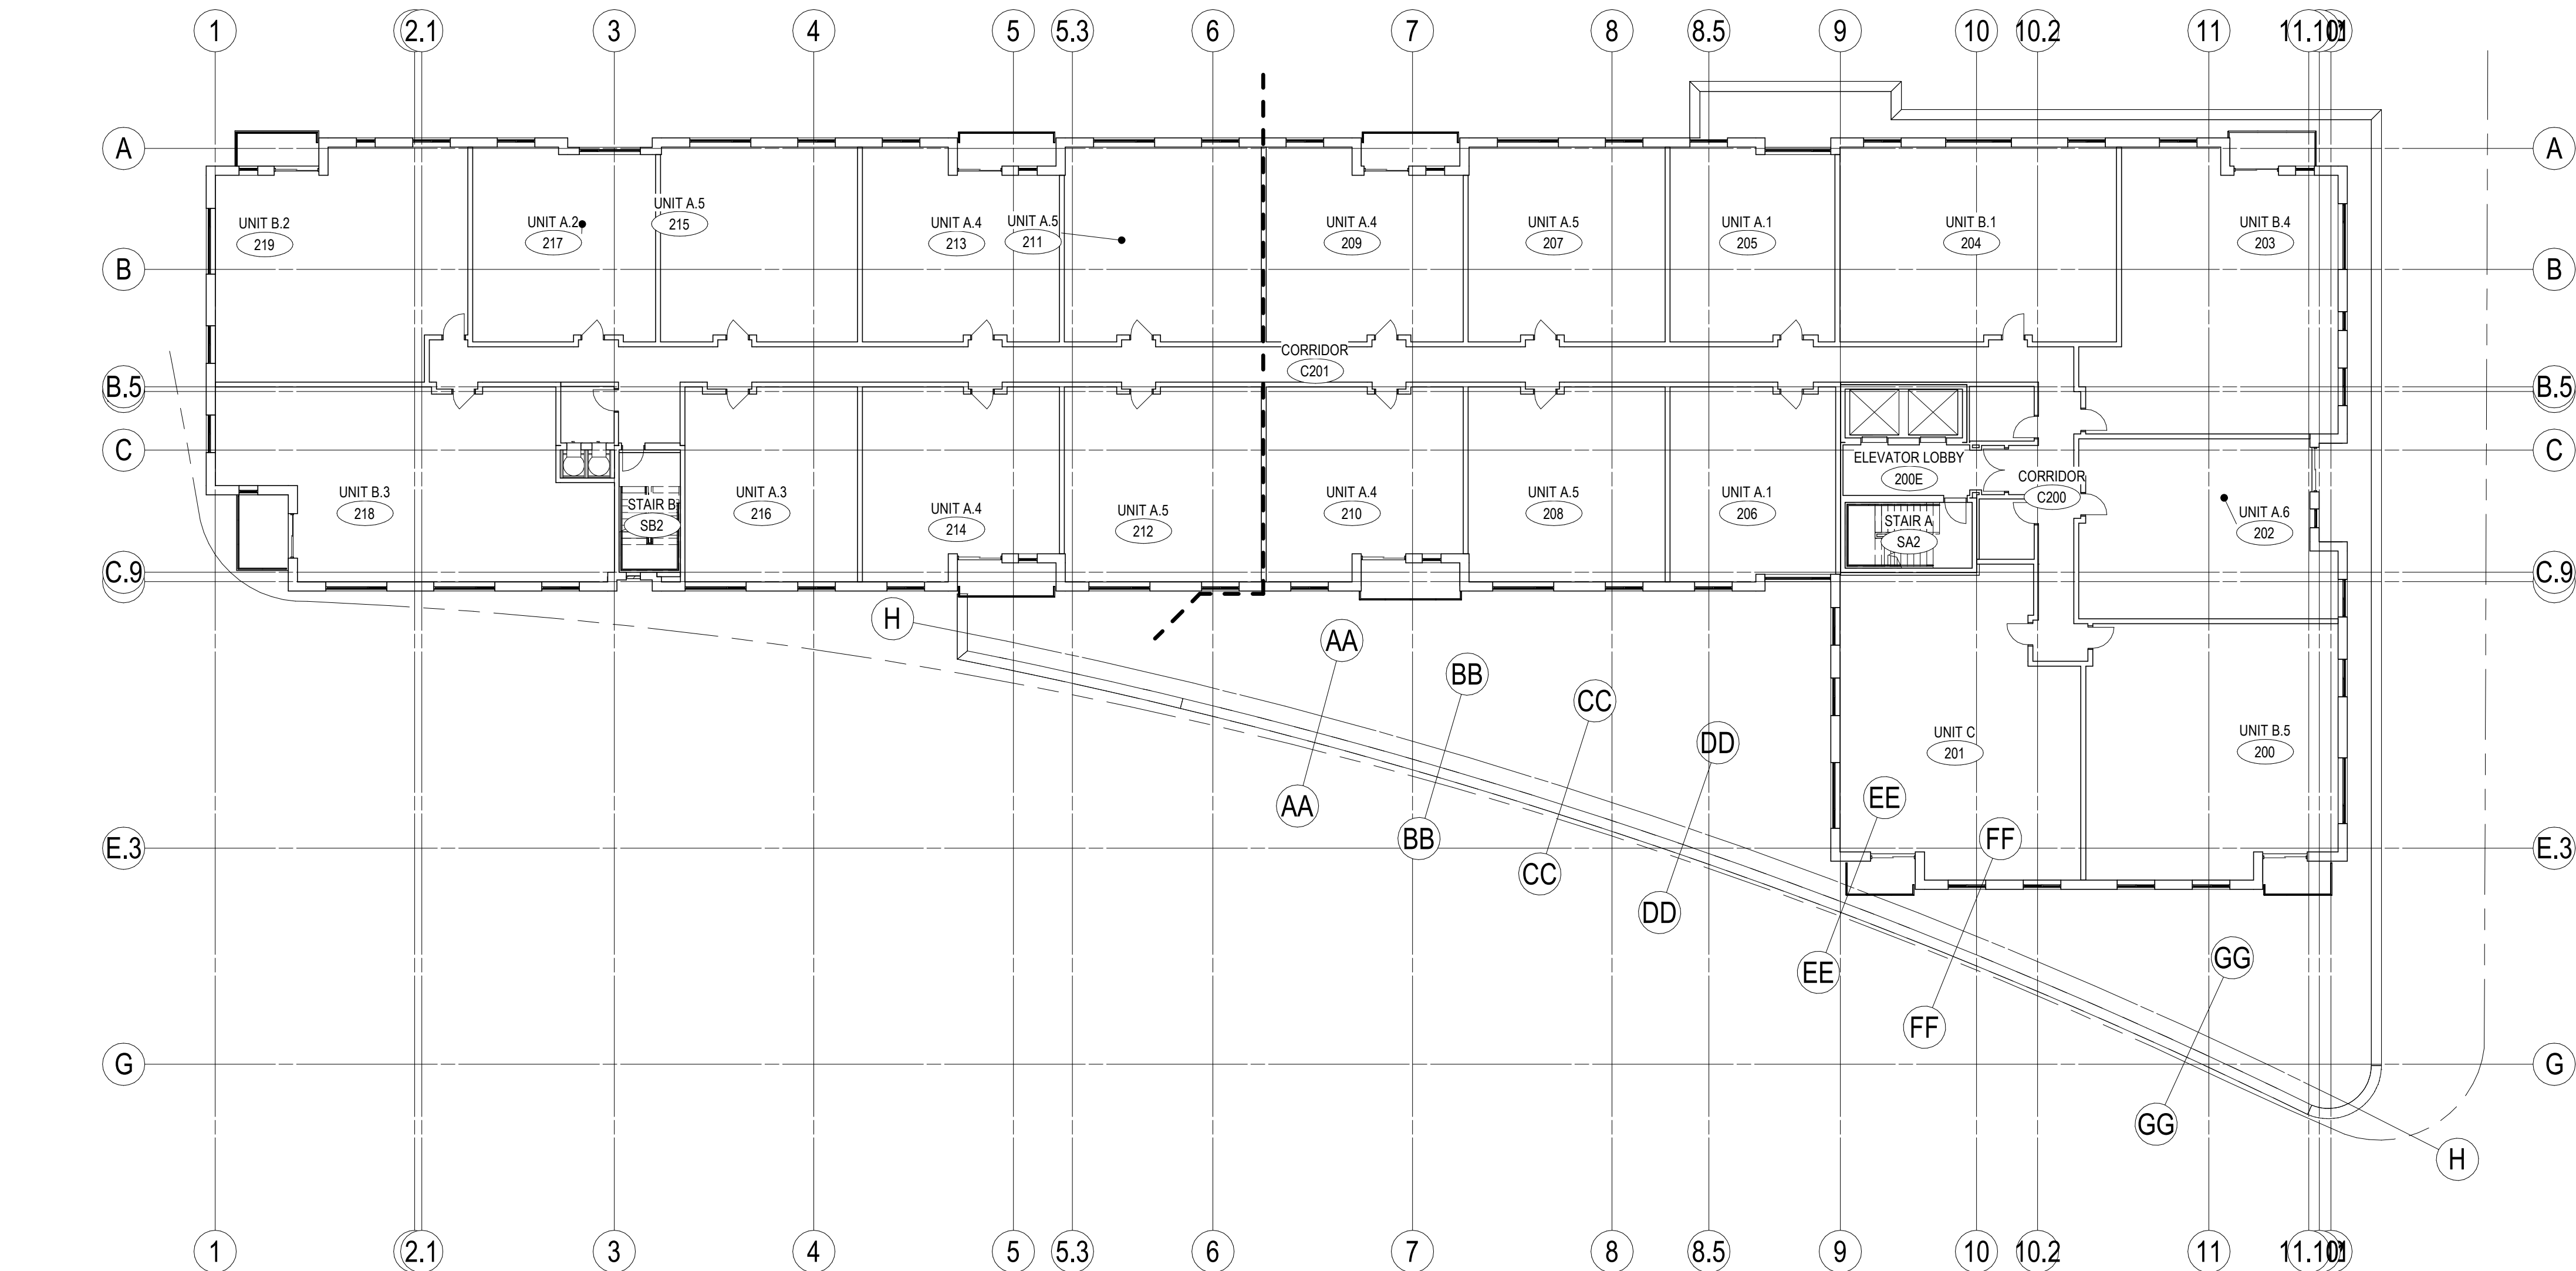 1
2.1
3
4
5
5.3
6
7
8
8.5
9
10
10.2
11
11.1
A
A
UNIT B.2
219
UNIT A.2
217
UNIT A.5
215
UNIT A.4
213
UNIT A.5
211
UNIT A.4
209
UNIT A.5
207
UNIT A.1
205
UNIT B.1
204
UNIT B.4
203
B
B
CORRIDOR
C201
B.5
B.5
C
C
ELEVATOR LOBBY
200E
CORRIDOR
C200
UNIT B.3
218
STAIR B
SB2
UNIT A.3
216
UNIT A.4
214
UNIT A.5
212
UNIT A.4
210
UNIT A.5
208
UNIT A.1
206
STAIR A
SA2
UNIT A.6
202
C.9
C.9
H
AA
BB
CC
DD
UNIT C
201
UNIT B.5
200
EE
AA
BB
FF
E.3
E.3
CC
DD
GG
EE
FF
G
G
GG
H
1
2.1
3
4
5
5.3
6
7
8
8.5
9
10
10.2
11
11.1